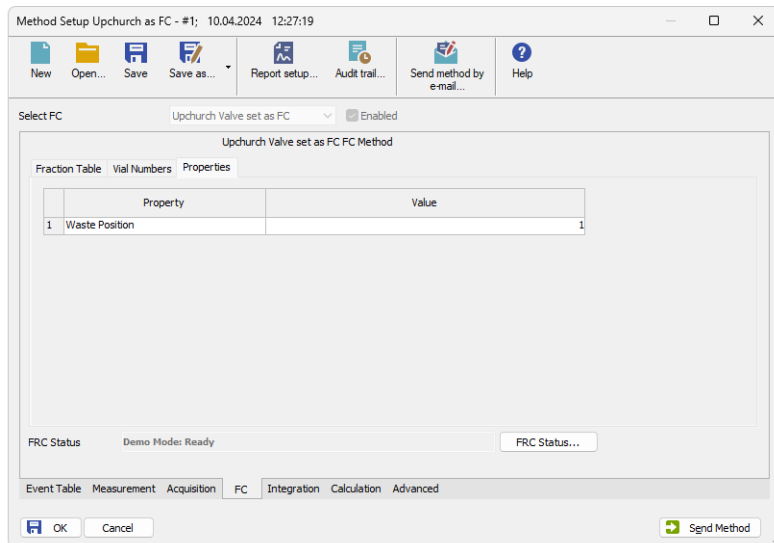 Method Setup Upchurch as FC - #1; 10.04.2024 12:27:19
New Open... Save Save as... Report setup... Audit trail... Send method by e-mail... Help
Select FC Upchurch Valve set as FC Enabled
Upchurch Valve set as FC FC Method
Fraction Table Vial Numbers Properties
Property Value
1 Waste Position 1
FRC Status Demo Mode: Ready FRC Status...
Event Table Measurement Acquisition FC Integration Calculation Advanced
OK Cancel Send Method